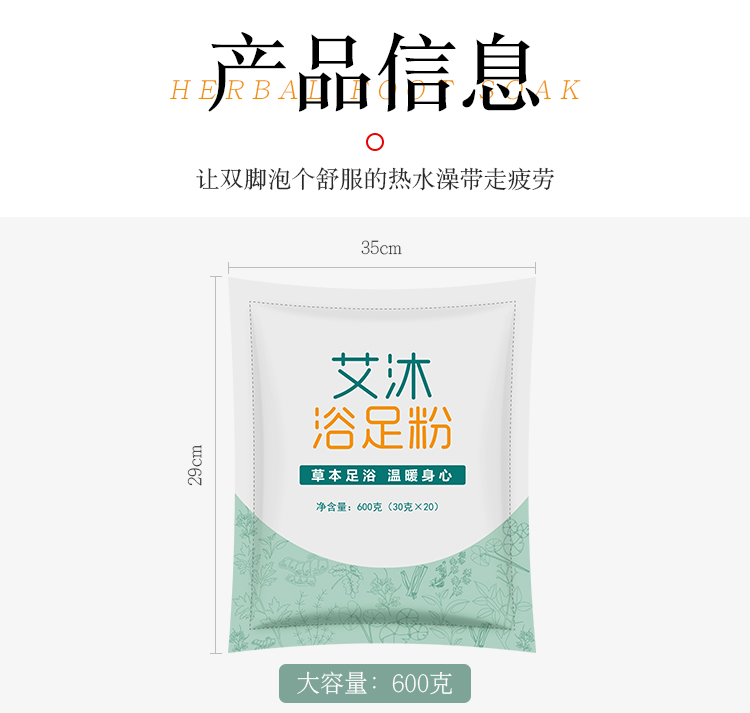 产品信息
HERBAL FOOT SOAK
让双脚泡个舒服的热水澡带走疲劳
35cm
29cm
艾沐
浴足粉
草本足浴 温暖身心
净含量：600克（30克×20）
大容量：600克